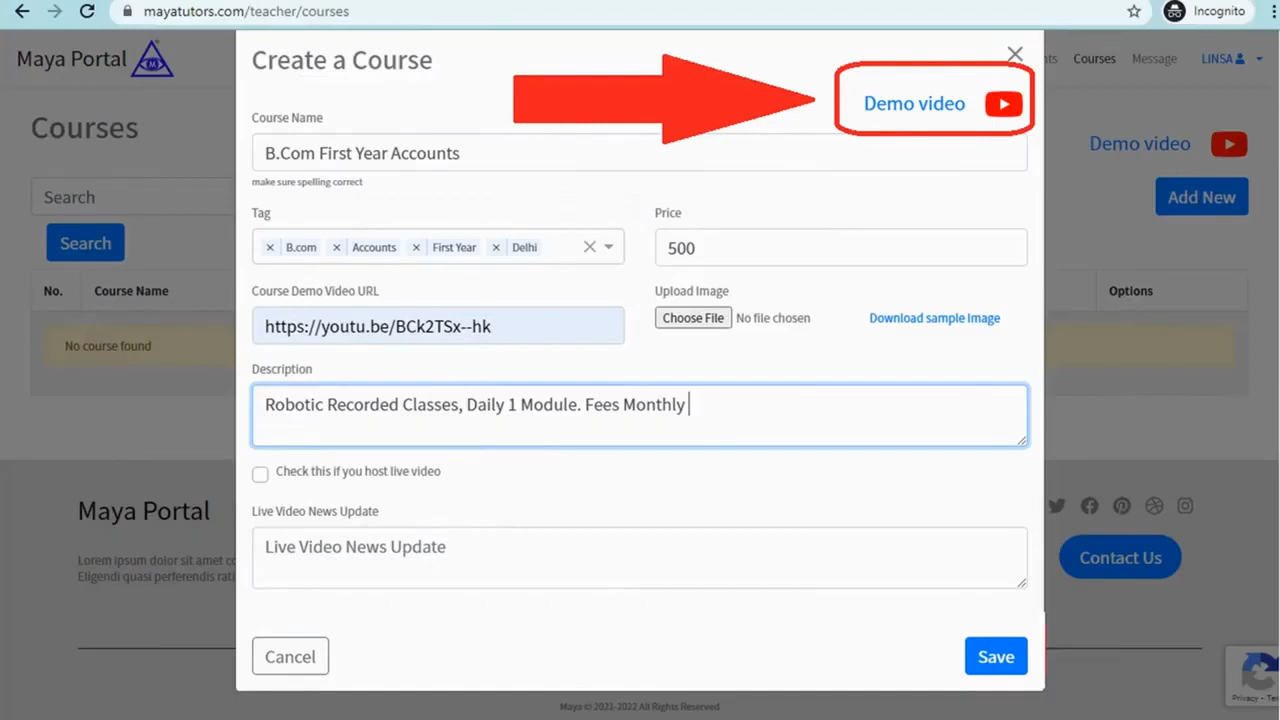 mayatutors.com/teacher/courses
Incognito
Maya Portal
Create a Course
Courses Message LINSA
Demo video
Course Name
B.Com First Year Accounts
make sure spelling correct
Courses
Demo video
Search
Add New
Search
Tag
Price
B.com Accounts First Year Delhi
500
No. Course Name
Options
Course Demo Video URL
Upload Image
https://youtu.be/BCk2TSx--hk
Choose File No file chosen
Download sample Image
No course found
Description
Robotic Recorded Classes, Daily 1 Module. Fees Monthly
Check this if you host live video
Live Video News Update
Live Video News Update
Maya Portal
Lorem ipsum dolor sit amet
Eligendi quasi perferendis
Contact Us
Cancel
Save
Maya © 2021-2022 All Rights Reserved
Privacy